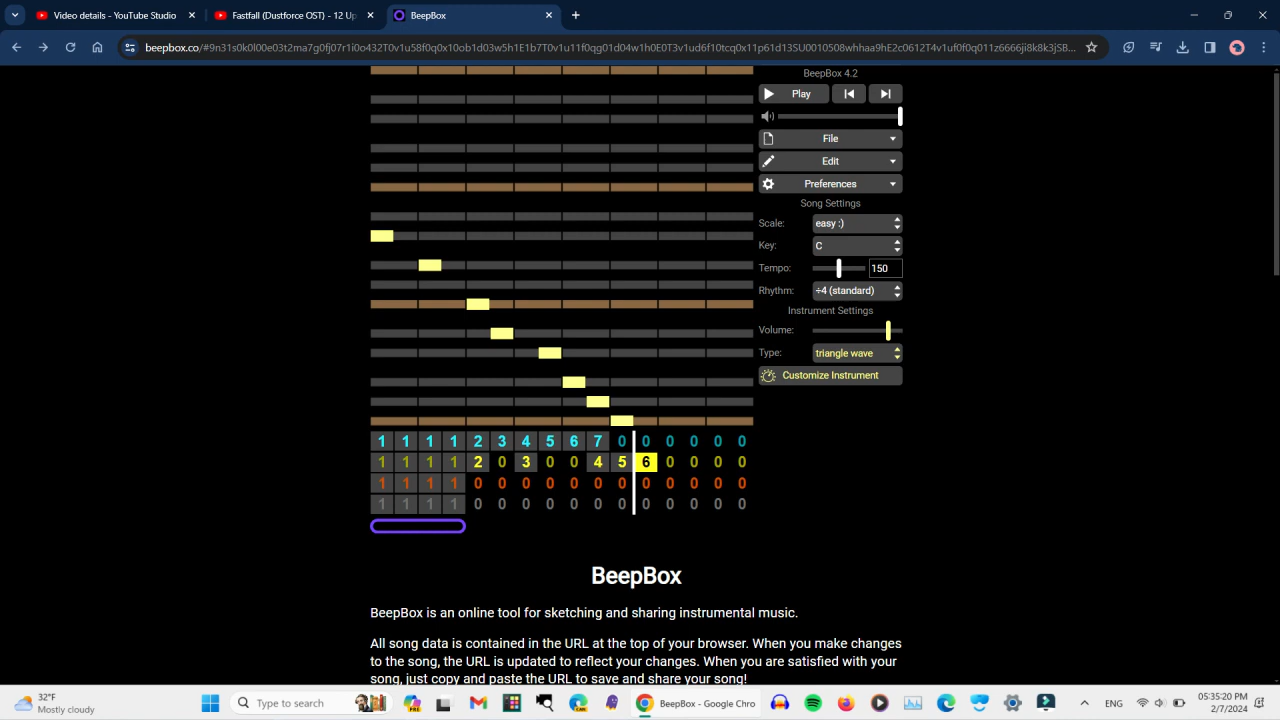 Video details - YouTube Studio
Fastfall (Dustforce OST) - 12 Up
BeepBox
beepbox.co/#9n31s0k0l00e03t2ma7g0fj07r1i0o432T0v1u58f0q0x10ob1d03w5h1E1b7T0v1u11f0qg01d04w1h0E0T3v1ud6f10tcq0x11p61d13SU0010508whhaa9hE2c0612T4v1uf0f0q011z6666ji8k8k3jSB...
BeepBox 4.2
Play
File
Edit
Preferences
Song Settings
Scale: easy :)
Key: C
Tempo: 150
Rhythm: ÷4 (standard)
Instrument Settings
Volume:
Type: triangle wave
Customize Instrument
1 1 1 1 2 3 4 5 6 7 0 0 0 0 0 0
1 1 1 1 2 0 3 0 0 4 5 6 0 0 0 0
1 1 1 1 0 0 0 0 0 0 0 0 0 0 0 0
1 1 1 1 0 0 0 0 0 0 0 0 0 0 0 0
BeepBox
BeepBox is an online tool for sketching and sharing instrumental music.
All song data is contained in the URL at the top of your browser. When you make changes
to the song, the URL is updated to reflect your changes. When you are satisfied with your
song, just copy and paste the URL to save and share your song!
32°F
Mostly cloudy
Type here to search
PRE
CAN
BeepBox - Google Chro
ENG
05:35:20 PM
2/7/2024